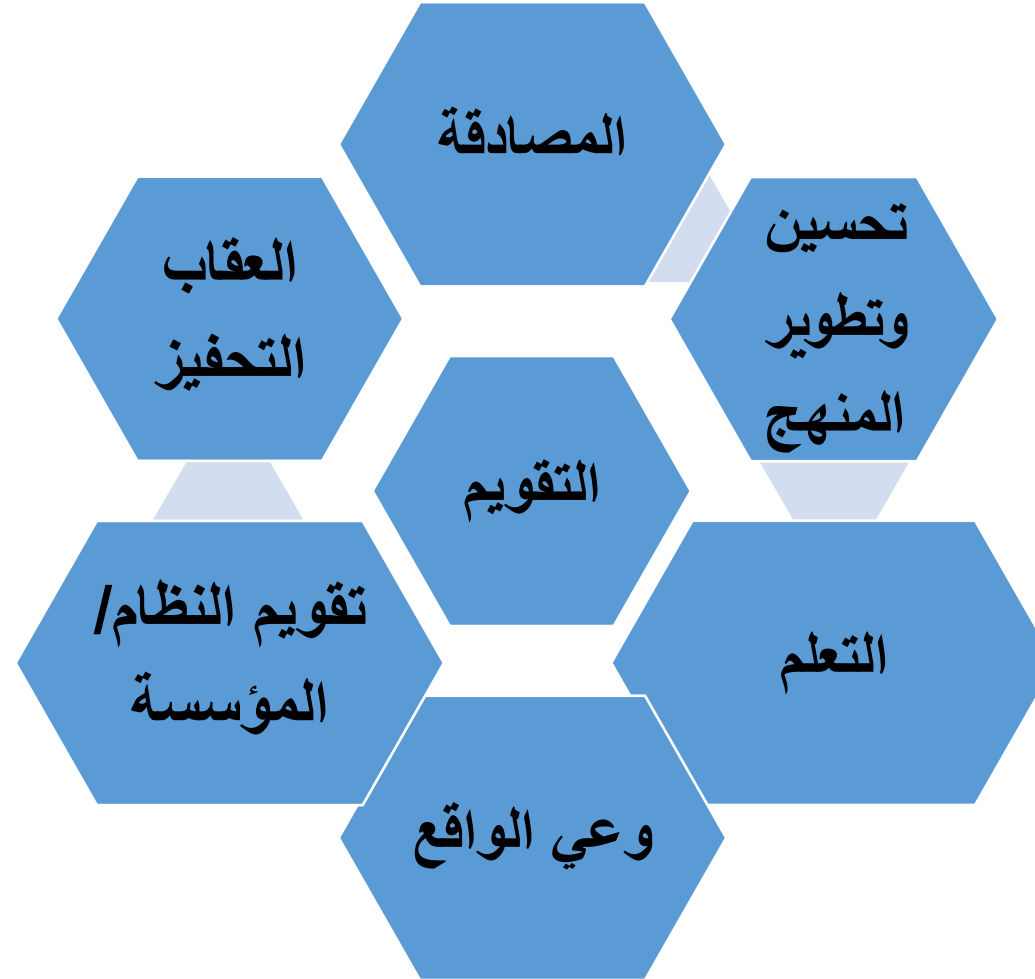 المصادقة
تحسين
وتطوير
المنهج
العقاب
التحفيز
التقويم
تقويم النظام/
المؤسسة
التعلم
وعي الواقع